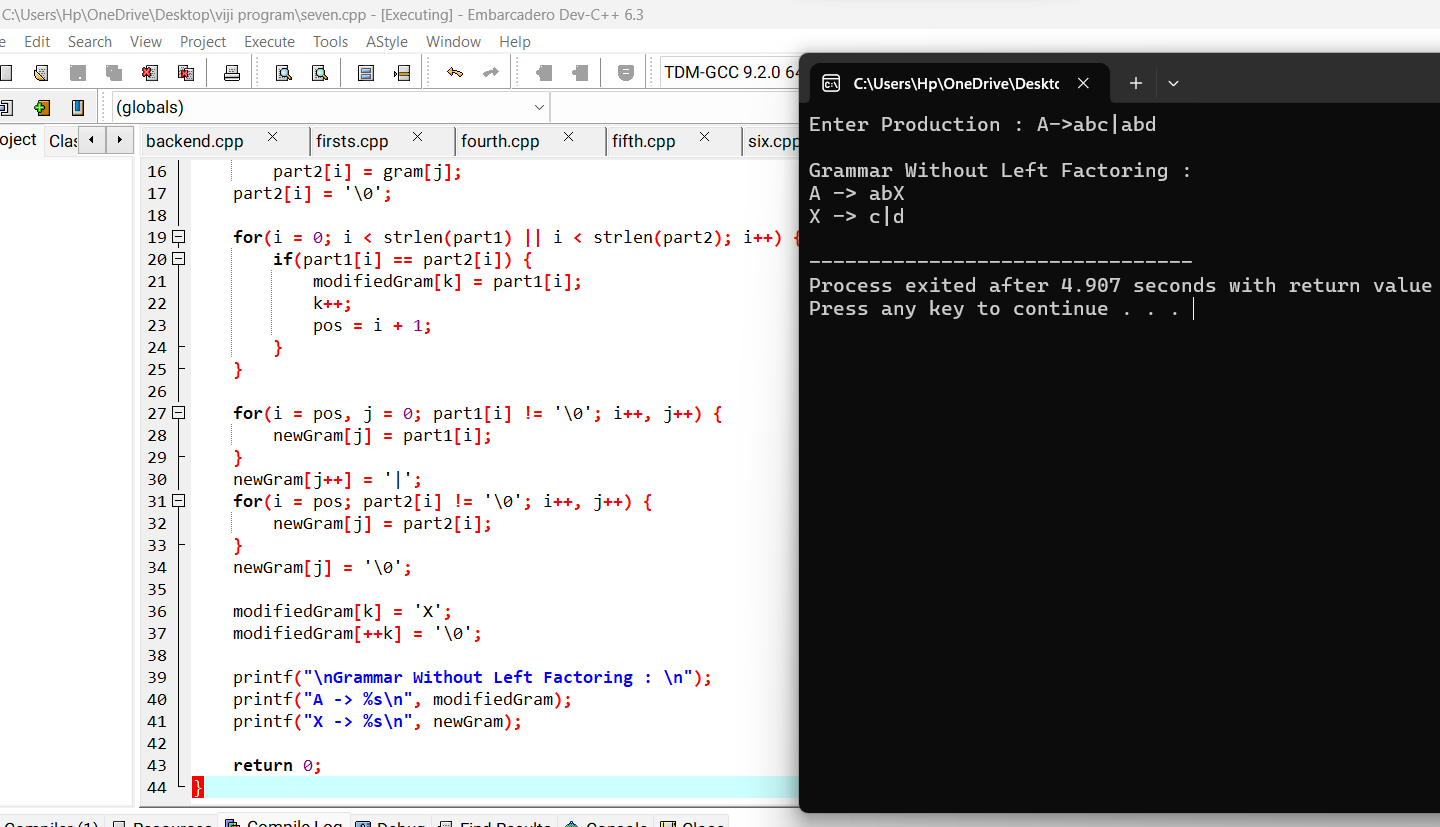 C:\Users\Hp\OneDrive\Desktop\viji program\seven.cpp - [Executing] - Embarcadero Dev-C++ 6.3
Edit Search View Project Execute Tools AStyle Window Help
TDM-GCC 9.2.0
(globals)
backend.cpp firsts.cpp fourth.cpp fifth.cpp six.cpp
16 part2[i] = gram[j];
17 part2[i] = '\0';
18
19 for(i = 0; i < strlen(part1) || i < strlen(part2); i++) {
20 if(part1[i] == part2[i]) {
21 modifiedGram[k] = part1[i];
22 k++;
23 pos = i + 1;
24 }
25 }
26
27 for(i = pos, j = 0; part1[i] != '\0'; i++, j++) {
28 newGram[j] = part1[i];
29 }
30 newGram[j++] = '|';
31 for(i = pos; part2[i] != '\0'; i++, j++) {
32 newGram[j] = part2[i];
33 }
34 newGram[j] = '\0';
35
36 modifiedGram[k] = 'X';
37 modifiedGram[++k] = '\0';
38
39 printf("\nGrammar Without Left Factoring : \n");
40 printf("A -> %s\n", modifiedGram);
41 printf("X -> %s\n", newGram);
42
43 return 0;
44 }
Compiler (1) Resources Compile Log Debug Find Results Console Close
C:\Users\Hp\OneDrive\Deskto
Enter Production : A->abc|abd
Grammar Without Left Factoring :
A -> abX
X -> c|d
--------------------------------
Process exited after 4.907 seconds with return value
Press any key to continue . . .